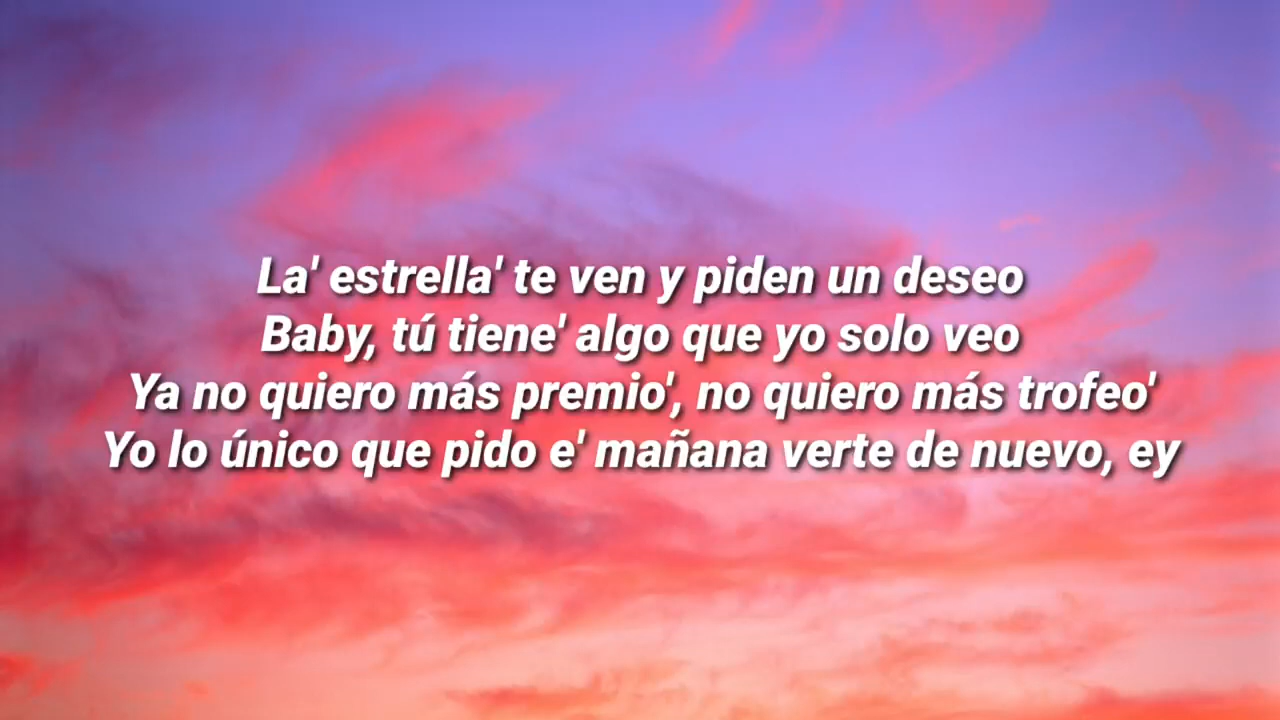 La' estrella' te ven y piden un deseo
Baby, tú tiene' algo que yo solo veo
Ya no quiero más premio', no quiero más trofeo'
Yo lo único que pido e' mañana verte de nuevo, ey